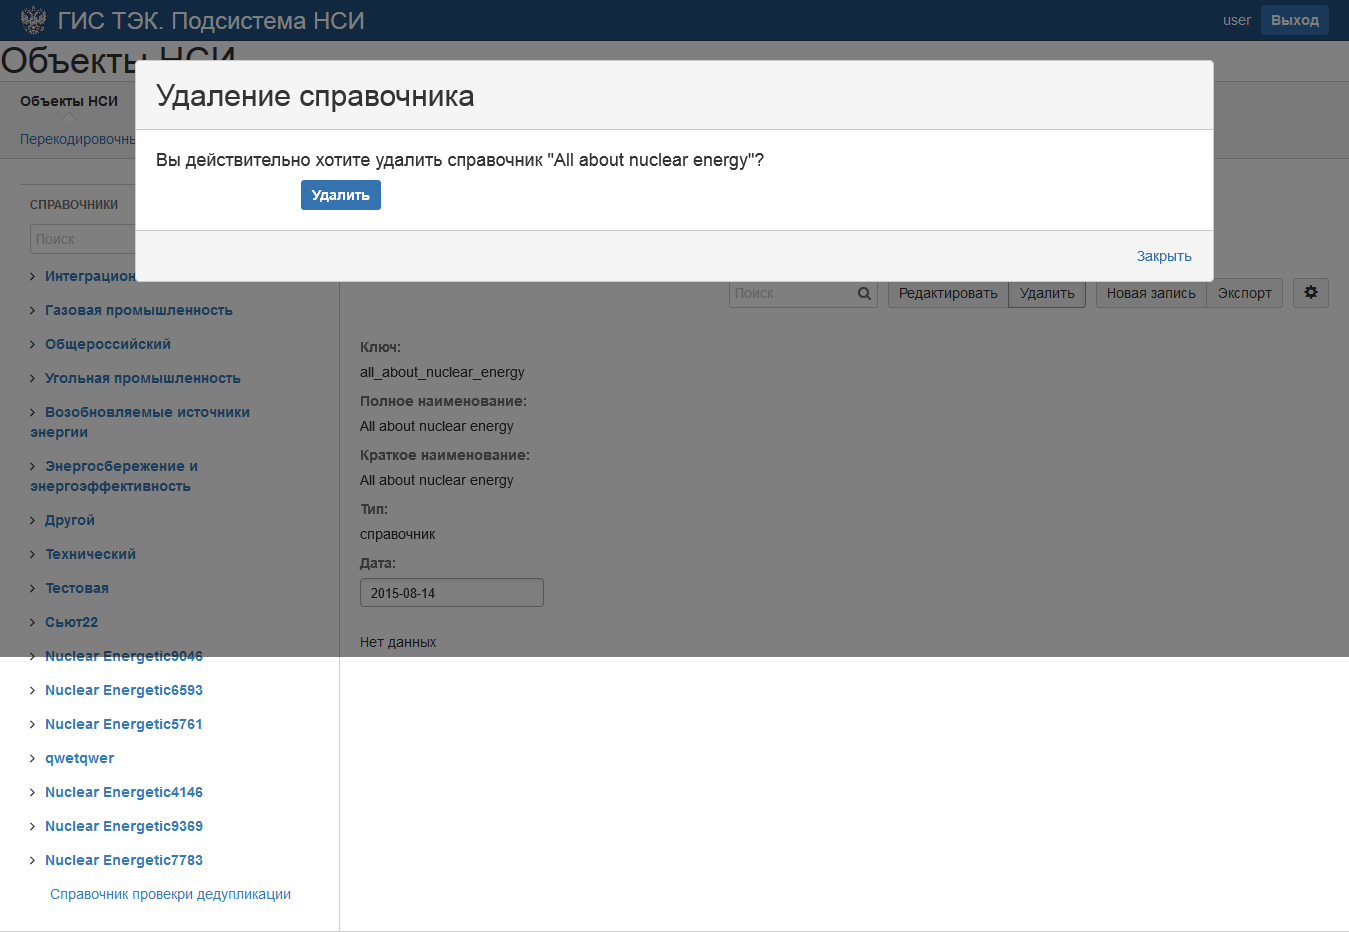 ГИС ТЭК. Подсистема НСИ
user
Выход
Объекты НСИ
Удаление справочника
Вы действительно хотите удалить справочник "All about nuclear energy"?
Удалить
Закрыть
Объекты НСИ
Перекодировочн
СПРАВОЧНИКИ
Поиск
Интеграцион
Газовая промышленность
Общероссийский
Угольная промышленность
Возобновляемые источники
энергии
Энергосбережение и
энергоэффективность
Другой
Технический
Тестовая
Сьют22
Nuclear Energetic9046
Nuclear Energetic6593
Nuclear Energetic5761
qwetqwer
Nuclear Energetic4146
Nuclear Energetic9369
Nuclear Energetic7783
Справочник провекри дедупликации
Поиск
Редактировать
Удалить
Новая запись
Экспорт
Ключ:
all_about_nuclear_energy
Полное наименование:
All about nuclear energy
Краткое наименование:
All about nuclear energy
Тип:
справочник
Дата:
2015-08-14
Нет данных